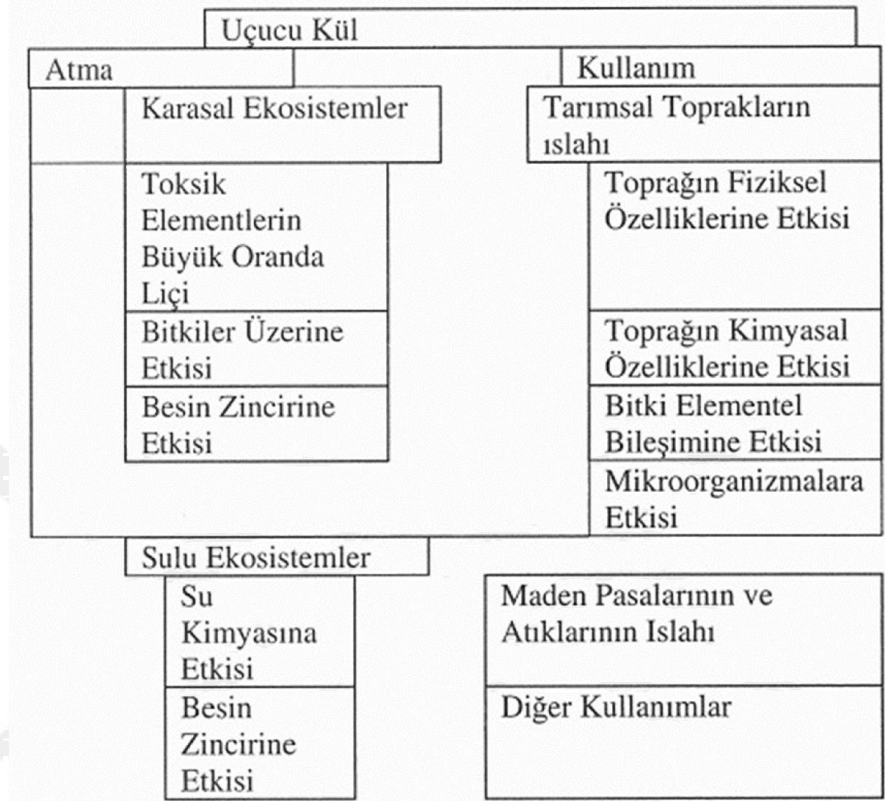 Uçucu Kül
Atma
Kullanım
Karasal Ekosistemler
Tarımsal Toprakların
ıslahı
Toksik
Elementlerin
Büyük Oranda
Liçi
Toprağın Fiziksel
Özelliklerine Etkisi
Bitkiler Üzerine
Etkisi
Toprağın Kimyasal
Özelliklerine Etkisi
Besin Zincirine
Etkisi
Bitki Elementel
Bileşimine Etkisi
Mikroorganizmalara
Etkisi
Sulu Ekosistemler
Su
Kimyasına
Etkisi
Maden Pasalarının ve
Atıklarının Islahı
Besin
Zincirine
Etkisi
Diğer Kullanımlar